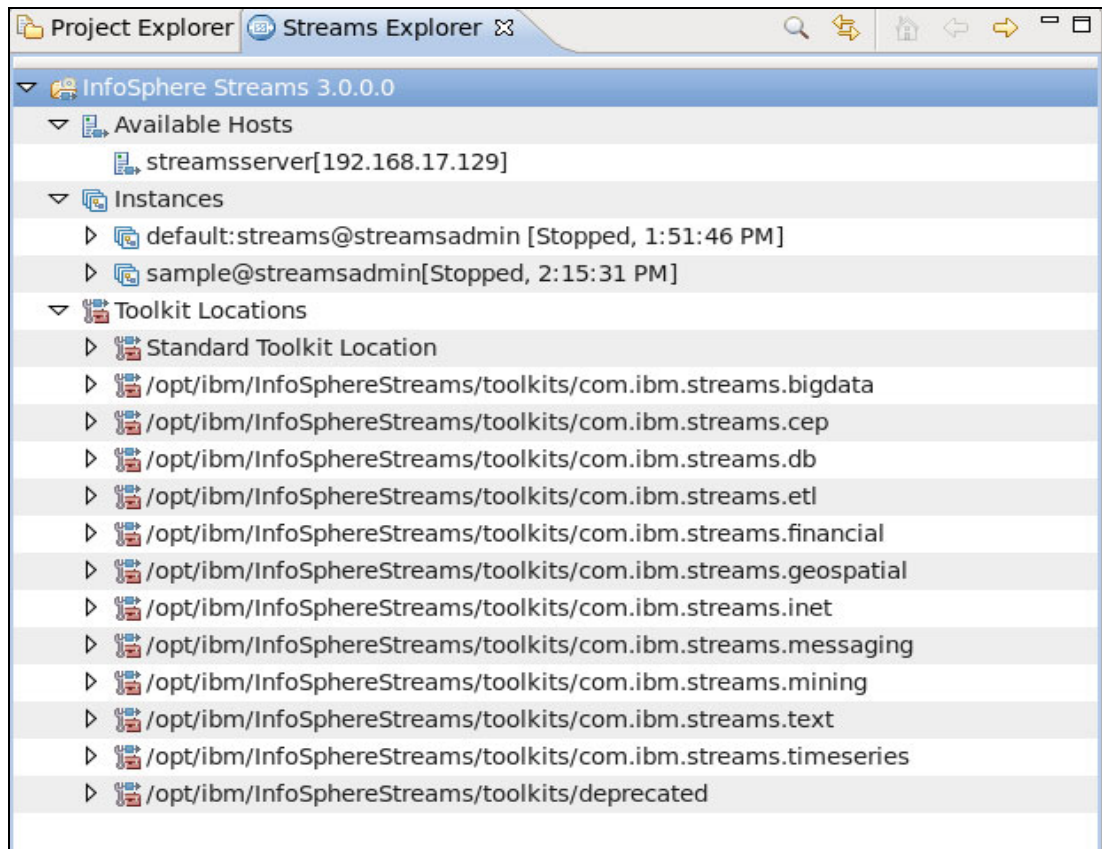 Project Explorer Streams Explorer
InfoSphere Streams 3.0.0.0
Available Hosts
streamsserver[192.168.17.129]
Instances
default:streams@streamsadmin [Stopped, 1:51:46 PM]
sample@streamsadmin[Stopped, 2:15:31 PM]
Toolkit Locations
Standard Toolkit Location
/opt/ibm/InfoSphereStreams/toolkits/com.ibm.streams.bigdata
/opt/ibm/InfoSphereStreams/toolkits/com.ibm.streams.cep
/opt/ibm/InfoSphereStreams/toolkits/com.ibm.streams.db
/opt/ibm/InfoSphereStreams/toolkits/com.ibm.streams.etl
/opt/ibm/InfoSphereStreams/toolkits/com.ibm.streams.financial
/opt/ibm/InfoSphereStreams/toolkits/com.ibm.streams.geospatial
/opt/ibm/InfoSphereStreams/toolkits/com.ibm.streams.inet
/opt/ibm/InfoSphereStreams/toolkits/com.ibm.streams.messaging
/opt/ibm/InfoSphereStreams/toolkits/com.ibm.streams.mining
/opt/ibm/InfoSphereStreams/toolkits/com.ibm.streams.text
/opt/ibm/InfoSphereStreams/toolkits/com.ibm.streams.timeseries
/opt/ibm/InfoSphereStreams/toolkits/deprecated